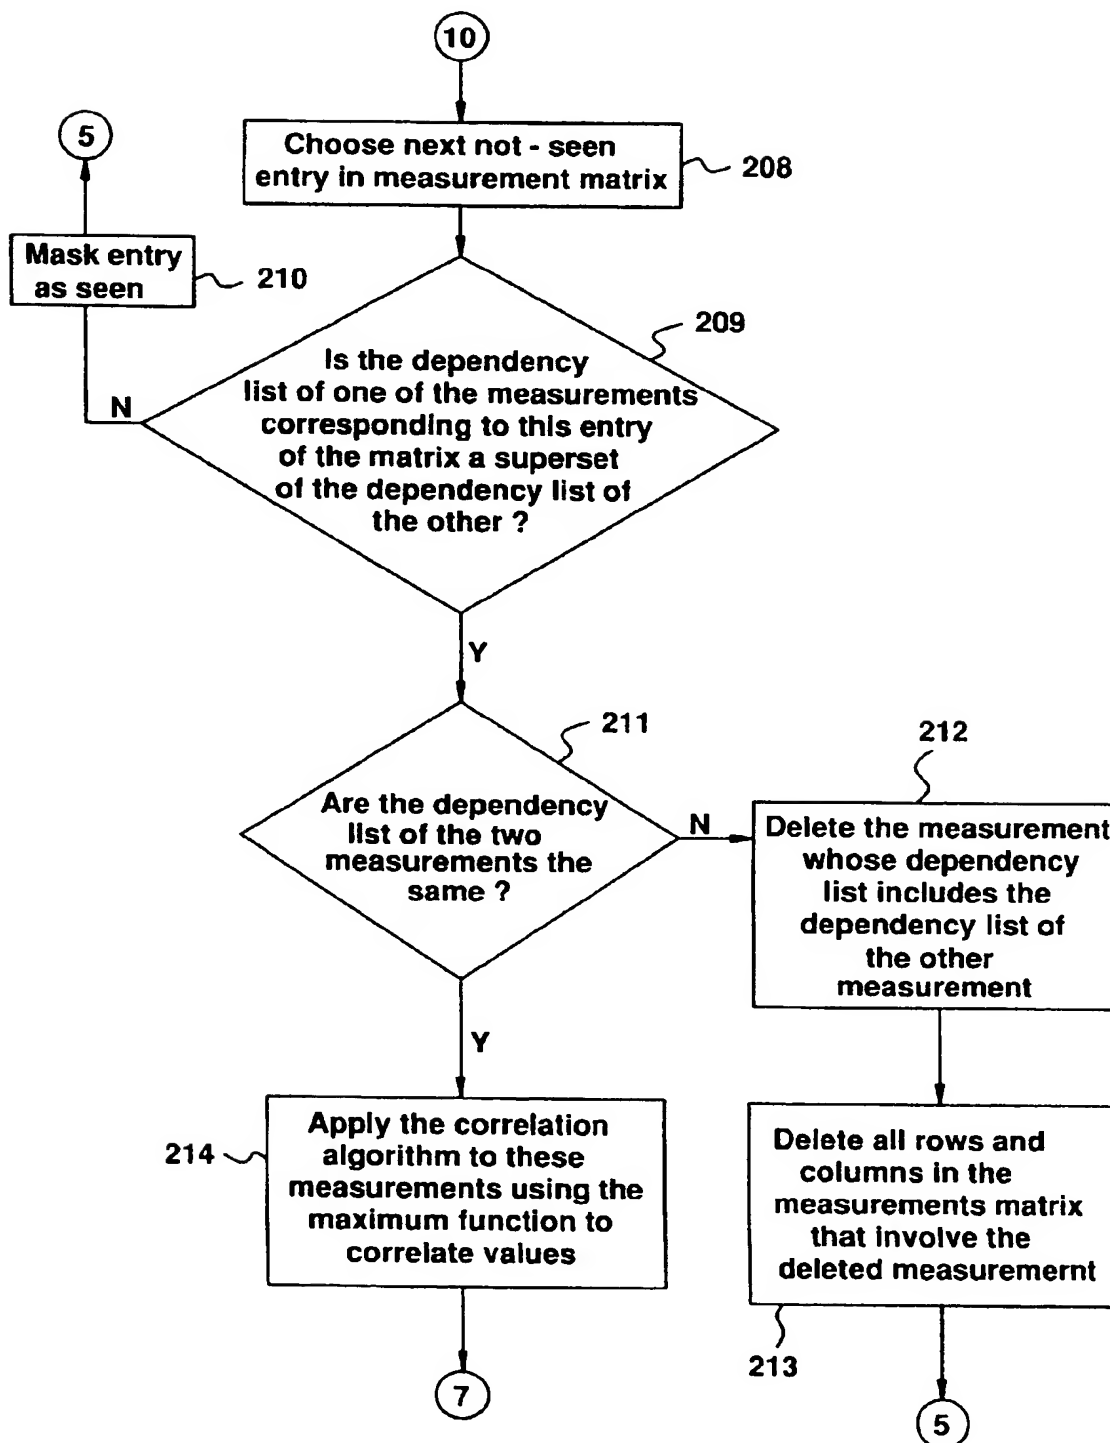 10
5
Choose next not - seen
entry in measurement matrix
208
Mask entry
as seen
210
209
Is the dependency
list of one of the measurements
corresponding to this entry
of the matrix a superset
of the dependency list of
the other ?
N
Y
211
Are the dependency
list of the two
measurements the
same ?
N
212
Delete the measurement
whose dependency
list includes the
dependency list of
the other
measurement
Y
214
Apply the correlation
algorithm to these
measurements using the
maximum function to
correlate values
Delete all rows and
columns in the
measurements matrix
that involve the
deleted measuremernt
213
7
5